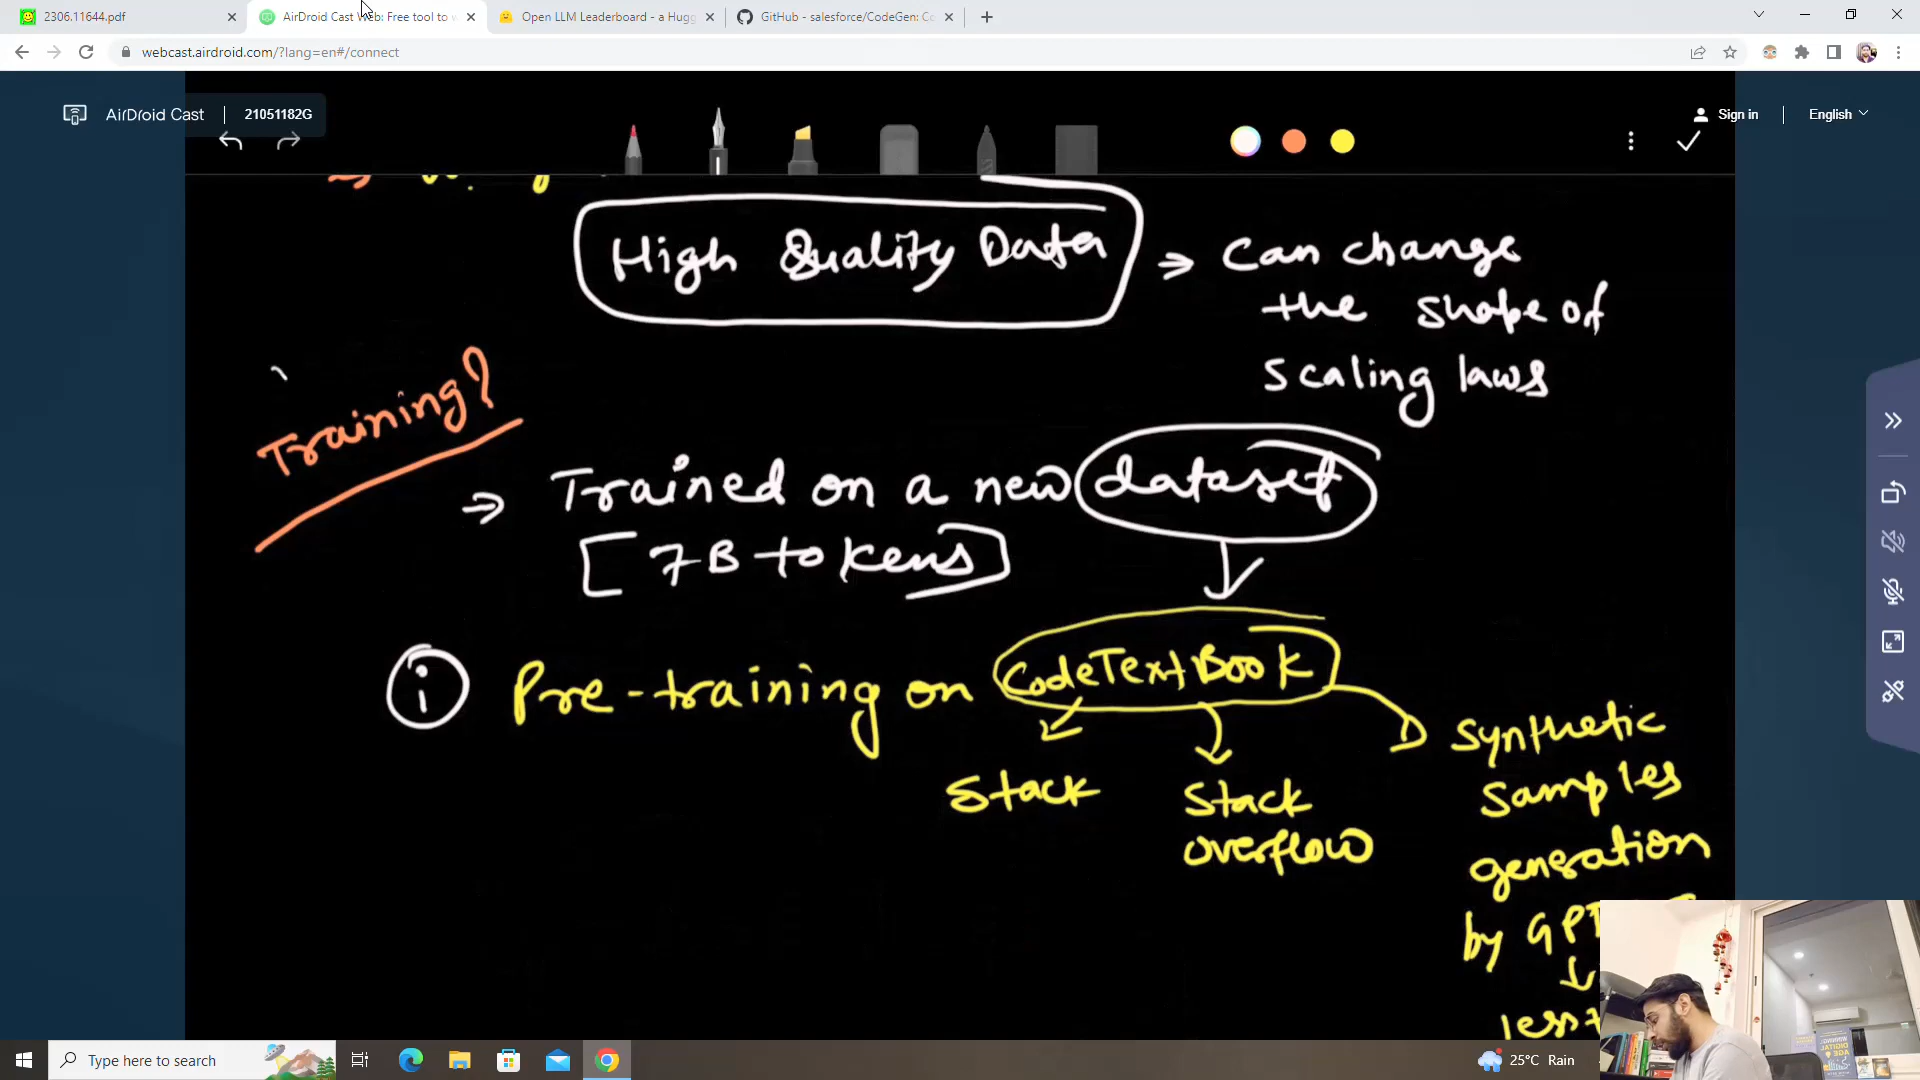 2306.11644.pdf
AirDroid Cast Web: Free tool to
Open LLM Leaderboard - a Hugg
GitHub - salesforce/CodeGen: Co
webcast.airdroid.com/?lang=en#/connect
AirDroid Cast
21051182G
Sign in
English
High Quality Data
⇒ can change
the shape of
scaling laws
Training?
⇒ Trained on a new dataset
[7B tokens]
i
Pre-training on CodeTextBook
Stack
Stack
overflow
Synthetic
samples
generation
by GPT
Type here to search
25°C Rain